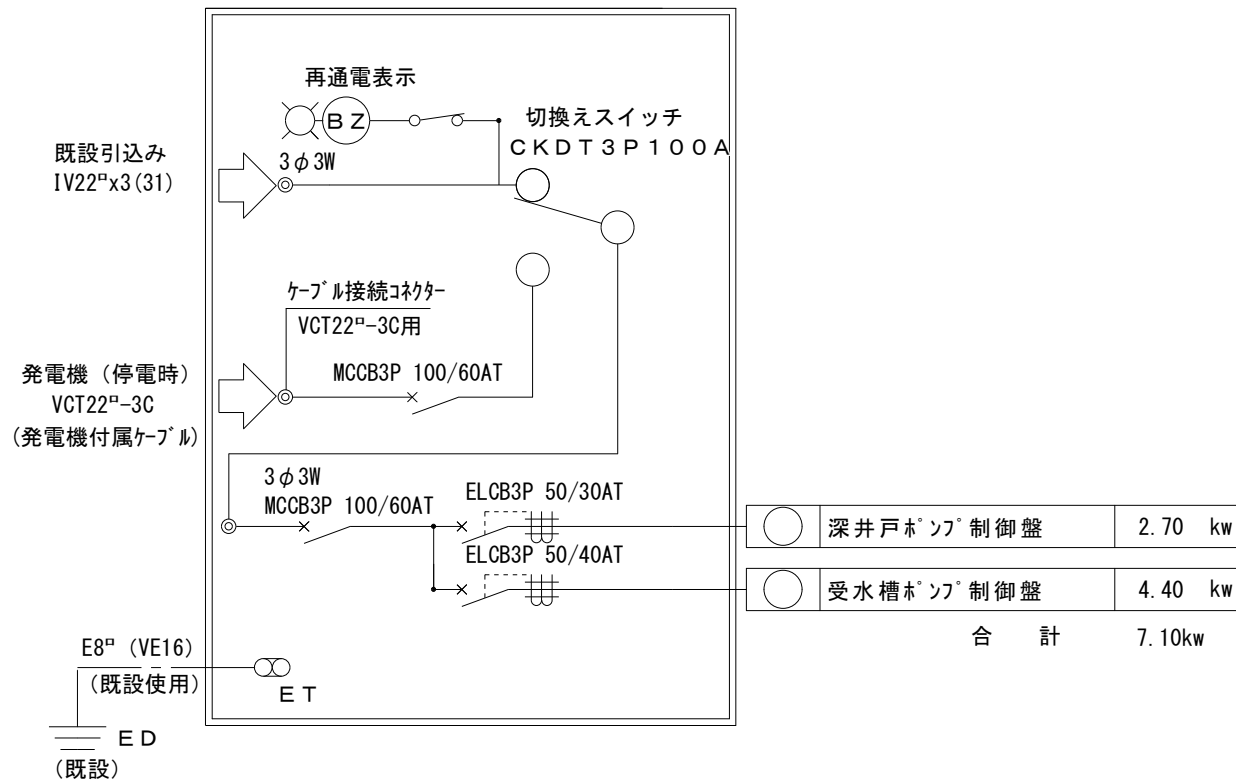 再通電表示
BZ
切換えスイッチ
CKDT3P100A
既設引込み
IV22ㅁx3(31)
3φ3W
ケーブル接続コネクター
VCT22ㅁ-3C用
発電機（停電時）
VCT22ㅁ-3C
(発電機付属ケーブル)
MCCB3P 100/60AT
3φ3W
MCCB3P 100/60AT
ELCB3P 50/30AT
深井戸ポンプ制御盤 2.70 kw
ELCB3P 50/40AT
受水槽ポンプ制御盤 4.40 kw
合計 7.10kw
E8ㅁ (VE16)
(既設使用)
ET
ED
(既設)